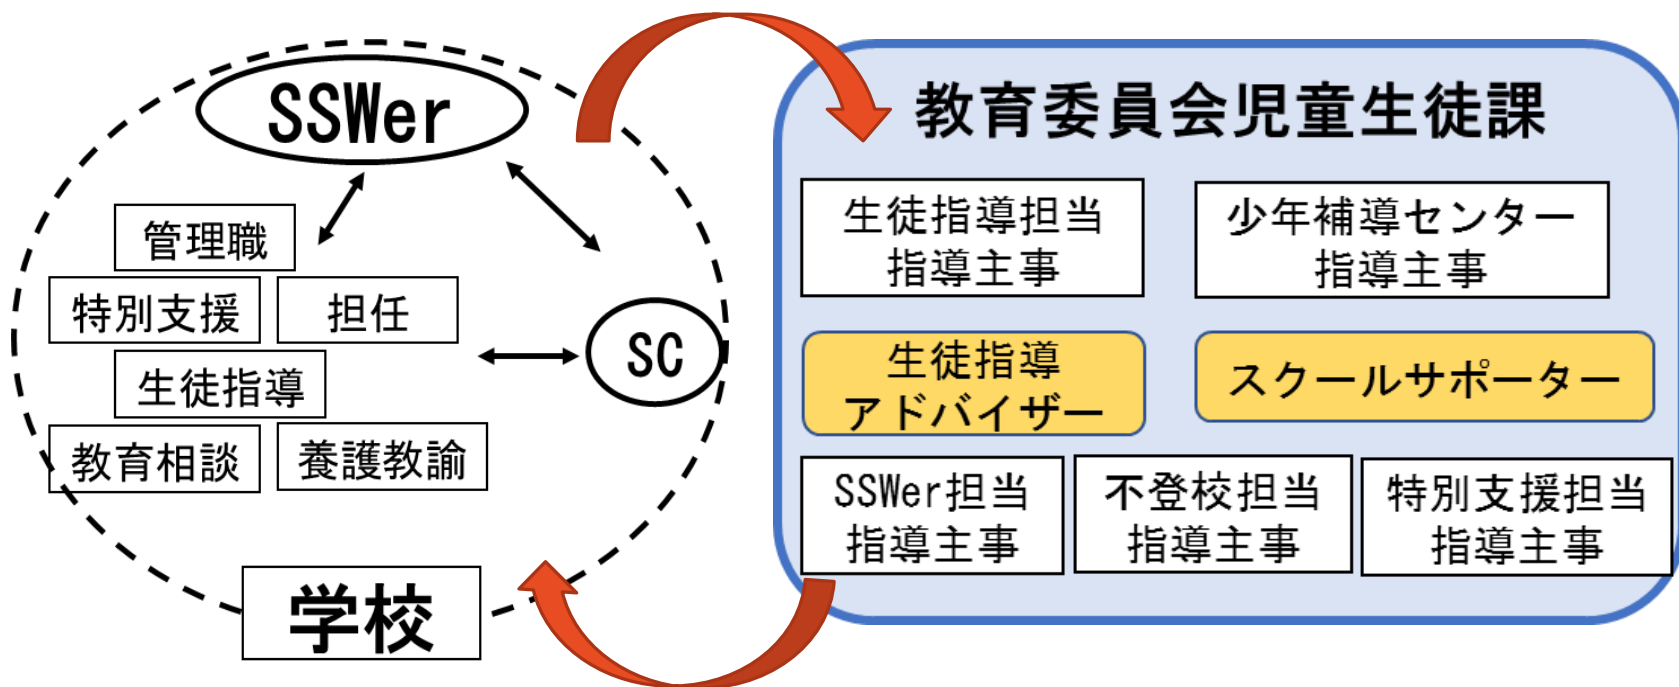 SSWer
管理職
特別支援
担任
生徒指導
教育相談
養護教諭
SC
学校
教育委員会児童生徒課
生徒指導担当
指導主事
少年補導センター
指導主事
生徒指導
アドバイザー
スクールサポーター
SSWer担当
指導主事
不登校担当
指導主事
特別支援担当
指導主事